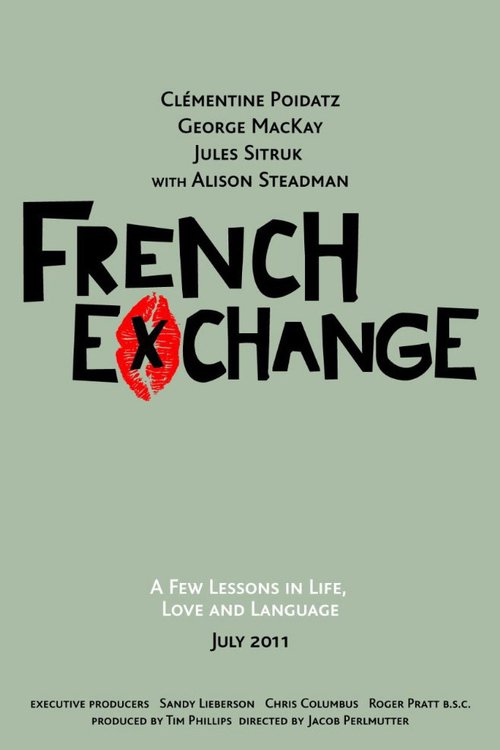 Clémentine Poidatz
George MacKay
Jules Sitruk
with Alison Steadman
French
Exchange
A Few Lessons in Life,
Love and Language
July 2011
executive producers Sandy Lieberson Chris Columbus Roger Pratt b.s.c.
produced by Tim Phillips directed by Jacob Perlmutter